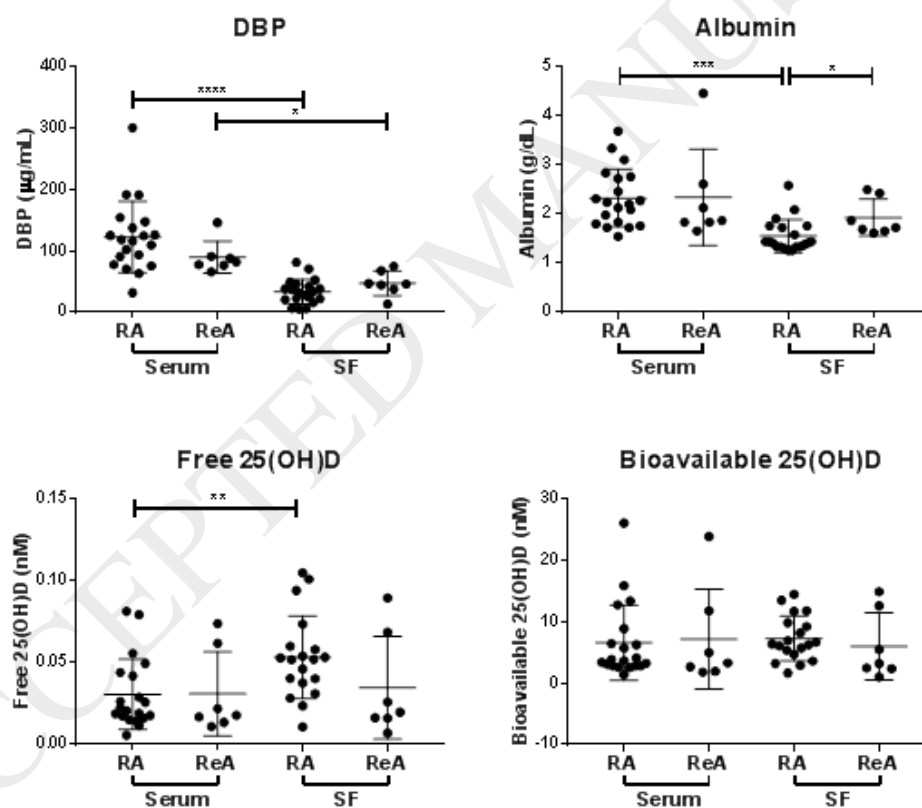 DBP
400
300
200
100
0
DBP (µg/mL)
****
*
RA
ReA
RA
ReA
Serum
SF
Albumin
5
4
3
2
1
0
Albumin (g/dL)
***
*
RA
ReA
RA
ReA
Serum
SF
Free 25(OH)D
0.15
0.10
0.05
0.00
Free 25(OH)D (nM)
**
RA
ReA
RA
ReA
Serum
SF
Bioavailable 25(OH)D
30
20
10
0
-10
Bioavailable 25(OH)D (nM)
RA
ReA
RA
ReA
Serum
SF
CCEPTED MANU